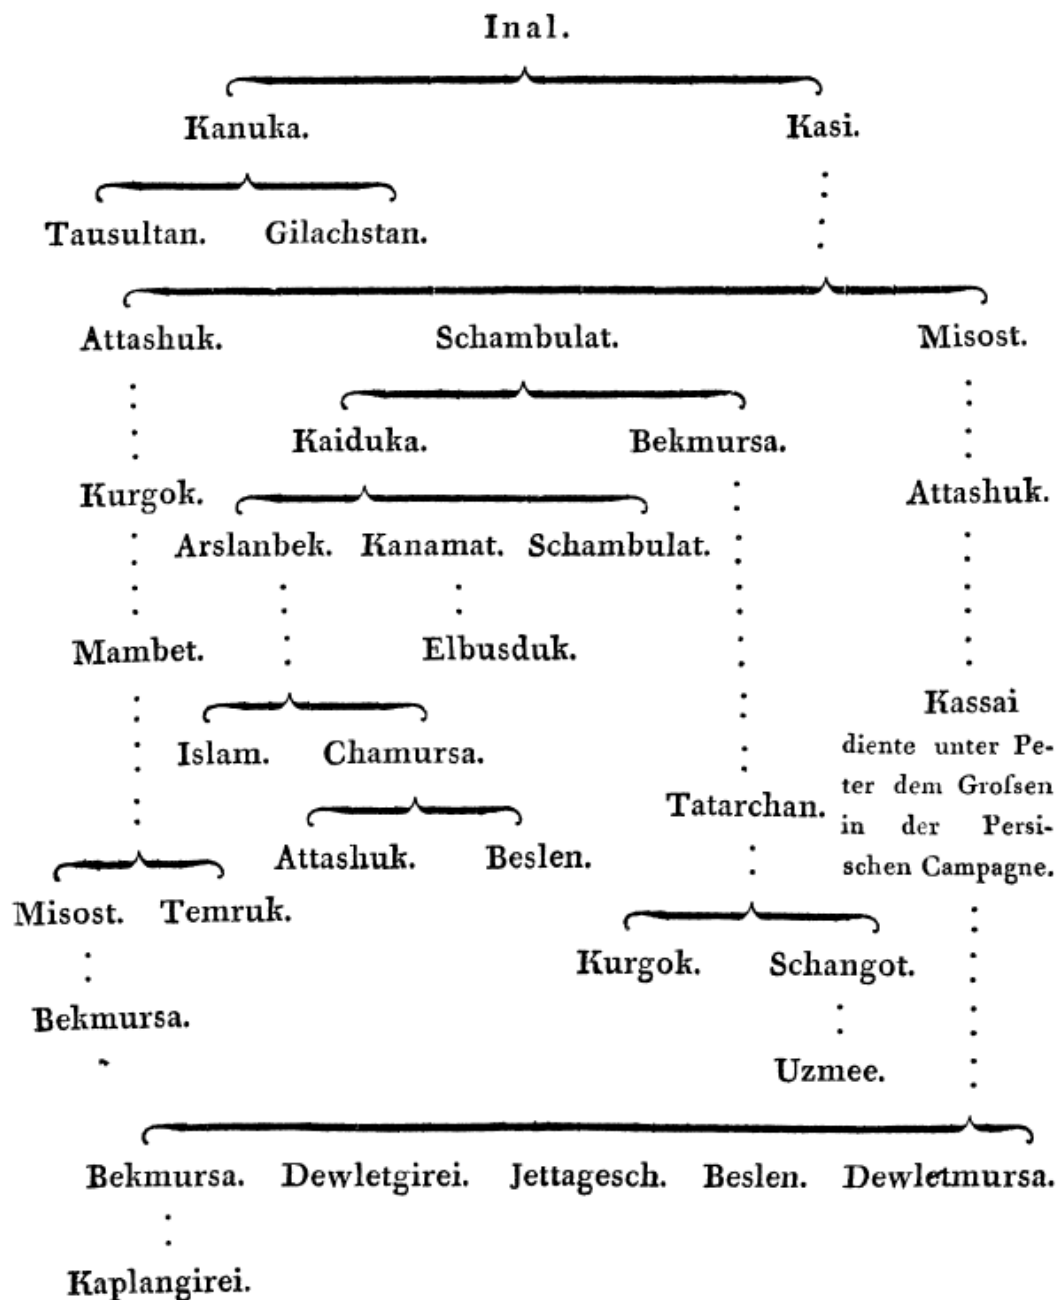 Inal.
Kanuka. Kasi.
Tausultan. Gilachstan.
Attashuk. Schambulat. Misost.
Kaiduka. Bekmursa.
Kurgok. Attashuk.
Arslanbek. Kanamat. Schambulat.
Mambet. Elbusduk.
Kassai
Islam. Chamursa. diente unter Pe-
ter dem Groſsen
Tatarchan. in der Persi-
Attashuk. Beslen. schen Campagne.
Misost. Temruk.
Kurgok. Schangot.
Bekmursa.
Uzmee.
Bekmursa. Dewletgirei. Jettagesch. Beslen. Dewletmursa.
Kaplangirei.